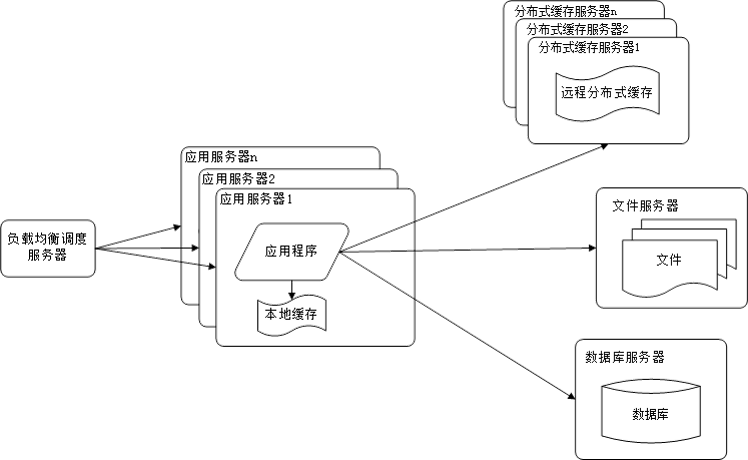 分布式缓存服务器n
分布式缓存服务器2
分布式缓存服务器1
远程分布式缓存
应用服务器n
应用服务器2
应用服务器1
负载均衡调度
服务器
应用程序
本地缓存
文件服务器
文件
数据库服务器
数据库